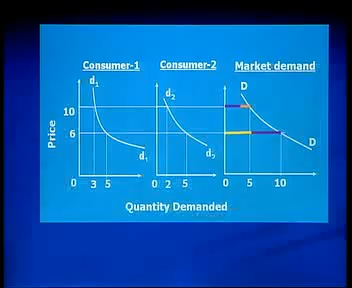 Consumer-1 Consumer-2 Market demand
d1 d2 D
10
Price
6
d1 d2 D
0 3 5 0 2 5 0 5 10
Quantity Demanded